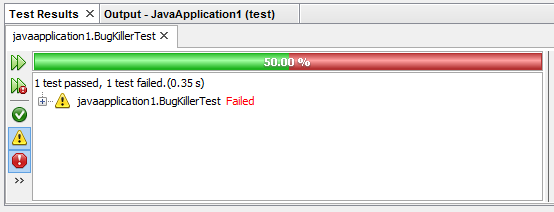 Test Results Output - JavaApplication1 (test)
javaapplication1.BugKillerTest
50.00 %
1 test passed, 1 test failed.(0.35 s)
javaapplication1.BugKillerTest Failed
>>